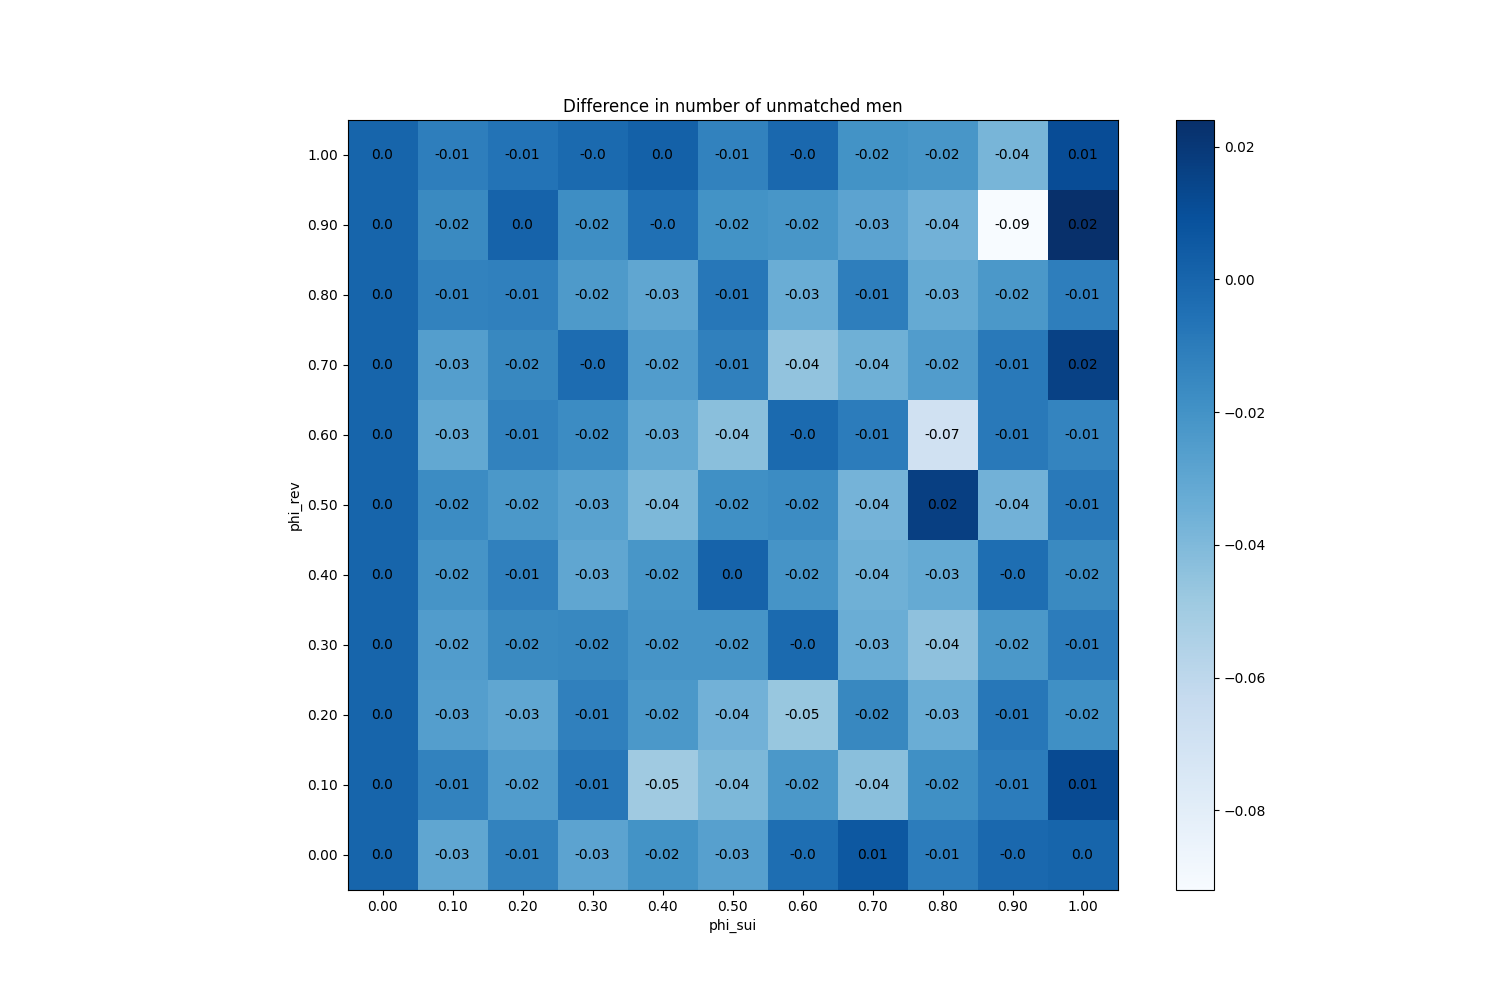 Difference in number of unmatched men
1.00 0.0 -0.01 -0.01 -0.0 0.0 -0.01 -0.0 -0.02 -0.02 -0.04 0.01
0.90 0.0 -0.02 0.0 -0.02 -0.0 -0.02 -0.02 -0.03 -0.04 -0.09 0.02
0.80 0.0 -0.01 -0.01 -0.02 -0.03 -0.01 -0.03 -0.01 -0.03 -0.02 -0.01
0.70 0.0 -0.03 -0.02 -0.0 -0.02 -0.01 -0.04 -0.04 -0.02 -0.01 0.02
0.60 0.0 -0.03 -0.01 -0.02 -0.03 -0.04 -0.0 -0.01 -0.07 -0.01 -0.01
0.50 0.0 -0.02 -0.02 -0.03 -0.04 -0.02 -0.02 -0.04 0.02 -0.04 -0.01
0.40 0.0 -0.02 -0.01 -0.03 -0.02 0.0 -0.02 -0.04 -0.03 -0.0 -0.02
0.30 0.0 -0.02 -0.02 -0.02 -0.02 -0.02 -0.0 -0.03 -0.04 -0.02 -0.01
0.20 0.0 -0.03 -0.03 -0.01 -0.02 -0.04 -0.05 -0.02 -0.03 -0.01 -0.02
0.10 0.0 -0.01 -0.02 -0.01 -0.05 -0.04 -0.02 -0.04 -0.02 -0.01 0.01
0.00 0.0 -0.03 -0.01 -0.03 -0.02 -0.03 -0.0 0.01 -0.01 -0.0 0.0
0.00 0.10 0.20 0.30 0.40 0.50 0.60 0.70 0.80 0.90 1.00
phi_sui
phi_rev
0.02
0.00
−0.02
−0.04
−0.06
−0.08